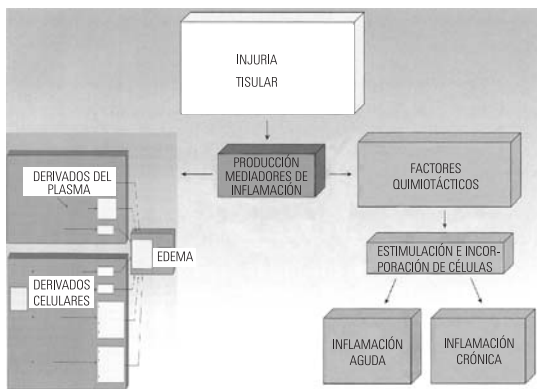 INJURIA
TISULAR
PRODUCCIÓN
MEDIADORES DE
INFLAMACIÓN
FACTORES
QUIMIOTÁCTICOS
DERIVADOS DEL
PLASMA
EDEMA
DERIVADOS
CELULARES
ESTIMULACIÓN E INCOR-
PORACIÓN DE CÉLULAS
INFLAMACIÓN
AGUDA
INFLAMACIÓN
CRÓNICA